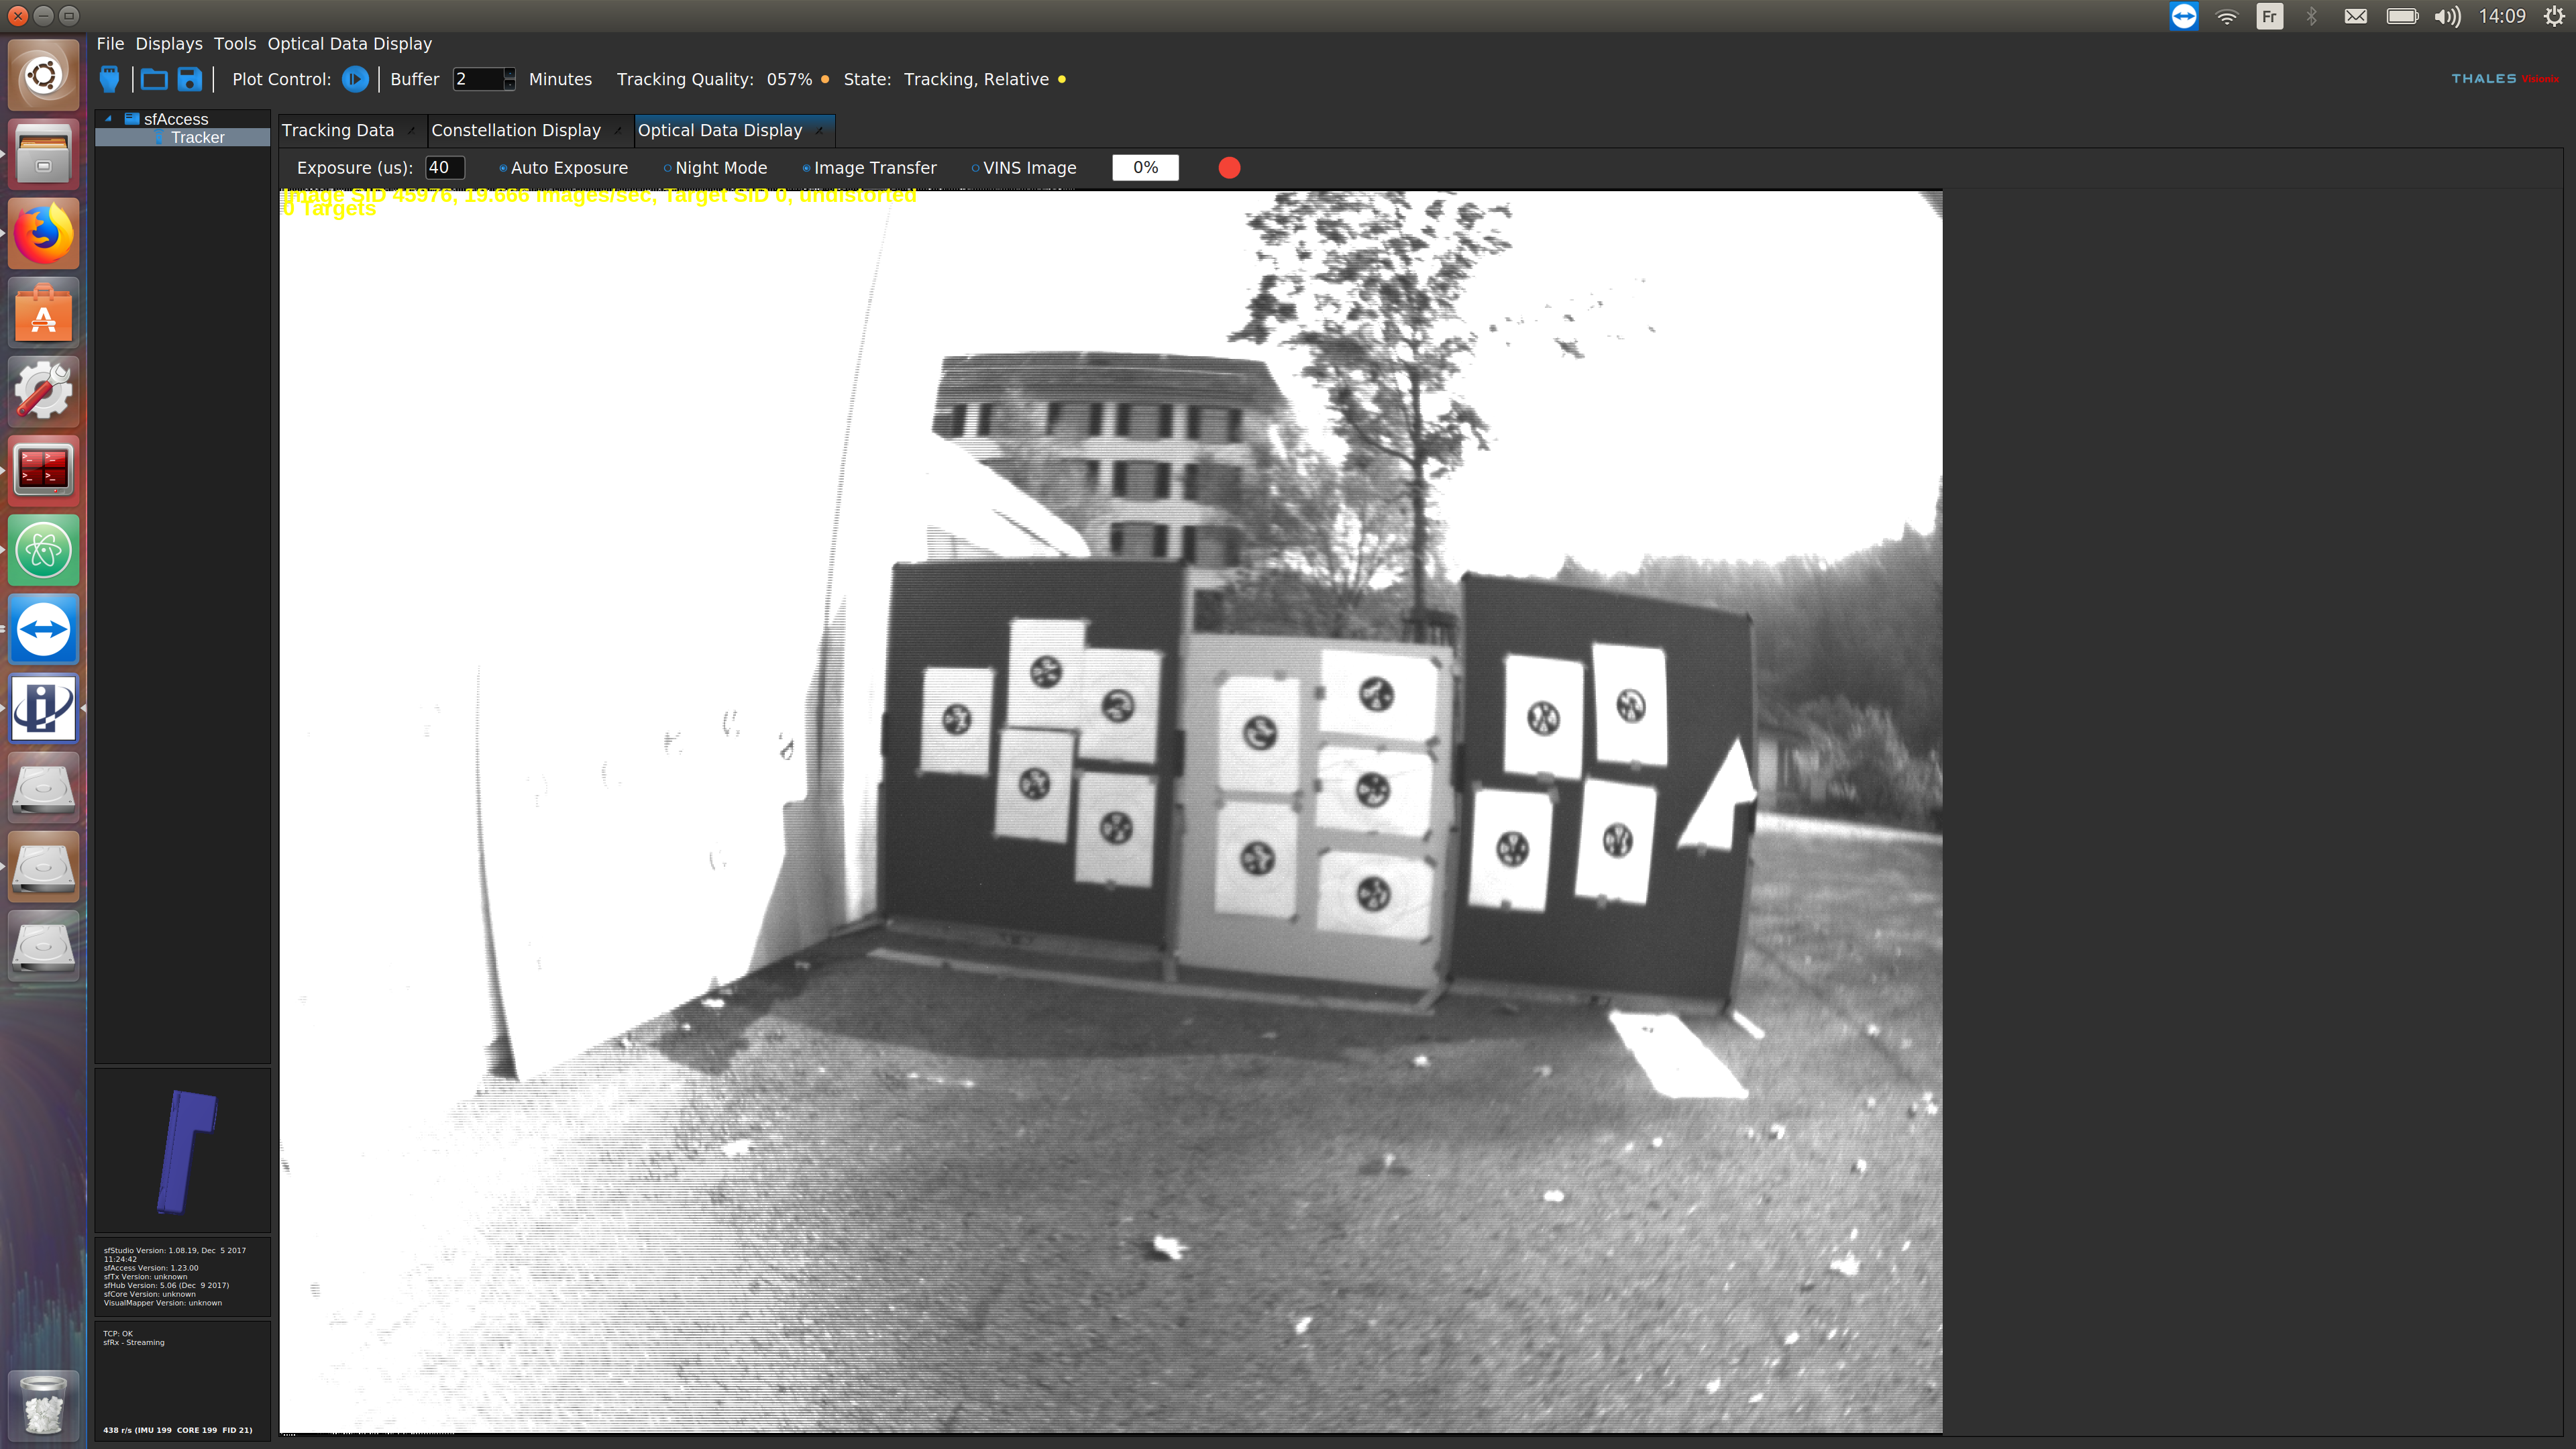 14:09
Fr
File Displays Tools Optical Data Display
Plot Control: Buffer 2 Minutes Tracking Quality: 057% State: Tracking, Relative
THALES Visionix
sfAccess
Tracker
Tracking Data Constellation Display Optical Data Display
Exposure (us): 40 Auto Exposure Night Mode Image Transfer VINS Image 0%
Image SID 45976, 19.666 images/sec, Target SID 0, undistorted
0 Targets
sfStudio Version: 1.08.19, Dec 5 2017
11:24:42
sfAccess Version: 1.23.00
sfTx Version: unknown
sfHub Version: 5.06 (Dec 9 2017)
sfCore Version: unknown
VisualMapper Version: unknown
TCP: OK
sfRx - Streaming
438 r/s (IMU 199 CORE 199 FID 21)